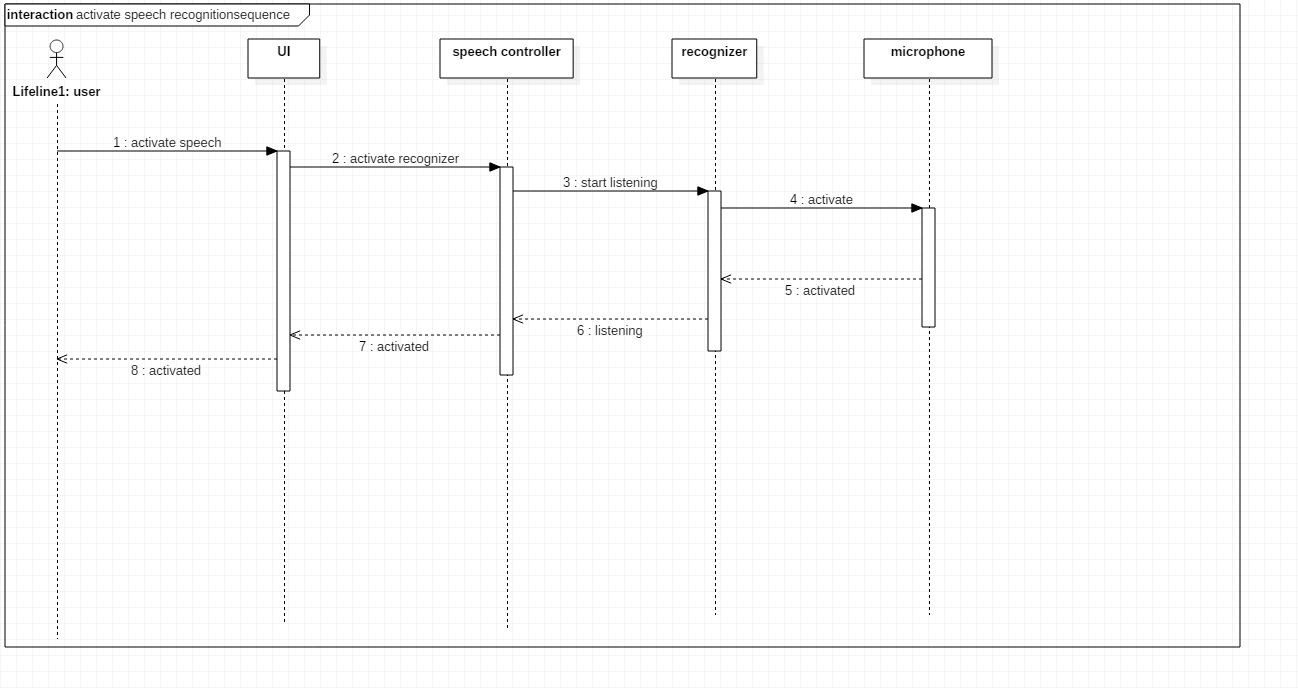 interaction activate speech recognitionsequence
UI
speech controller
recognizer
microphone
Lifeline1: user
1 : activate speech
2 : activate recognizer
3 : start listening
4 : activate
5 : activated
6 : listening
7 : activated
8 : activated